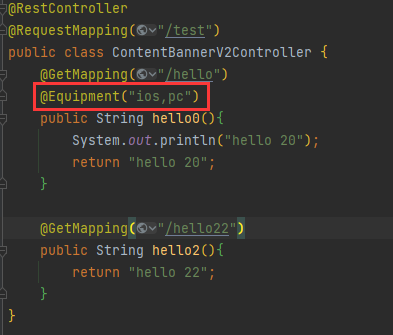 @RestController
@RequestMapping("/test")
public class ContentBannerV2Controller {
@GetMapping("/hello")
@Equipment("ios,pc")
public String hello0(){
System.out.println("hello 20");
return "hello 20";
}
@GetMapping("/hello22")
public String hello2(){
return "hello 22";
}
}